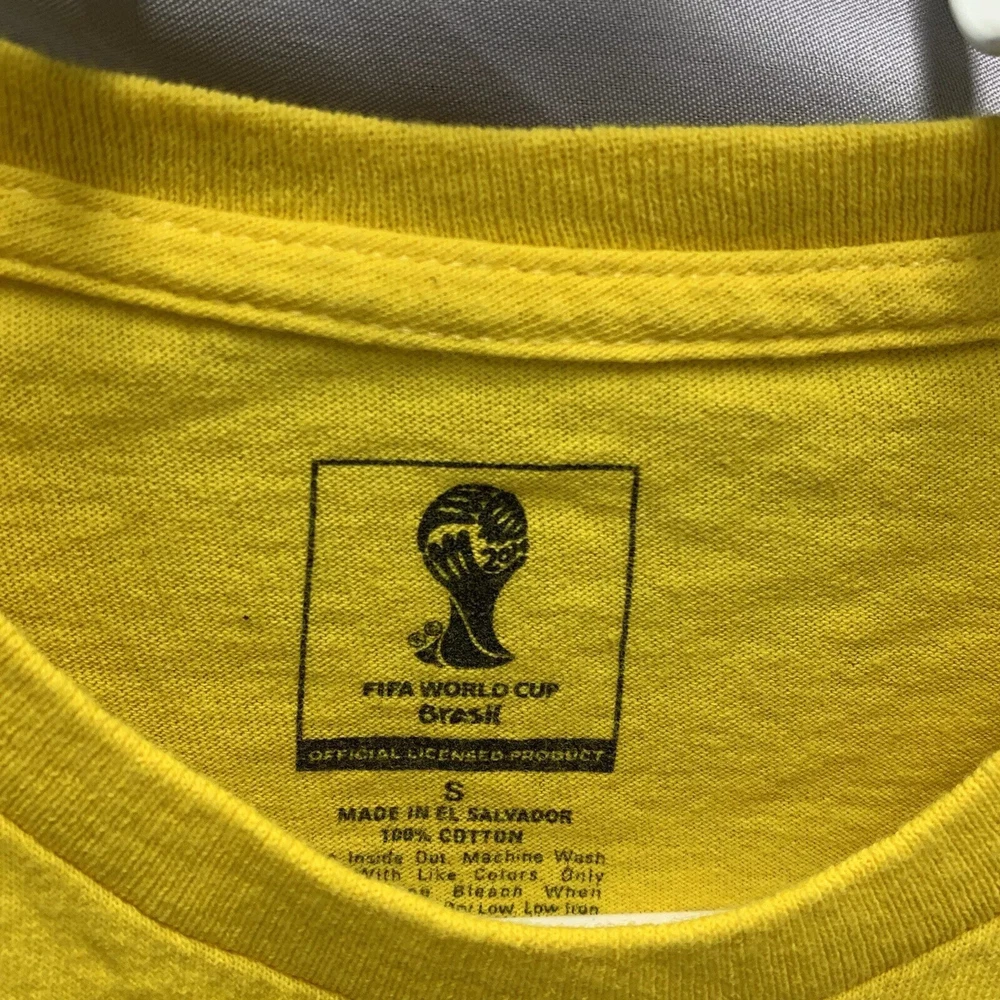 FIFA WORLD CUP
Brasil
OFFICIAL LICENSED PRODUCT
S
MADE IN EL SALVADOR
100% COTTON
Inside Out. Machine Wash
With Like Colors. Only
Bleach When
Dry Low. Low Iron